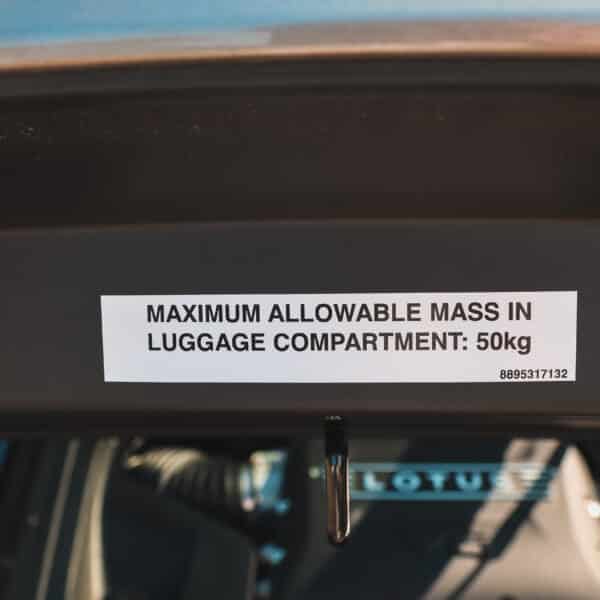 MAXIMUM ALLOWABLE MASS IN
LUGGAGE COMPARTMENT: 50kg
8895317132
LOTUS